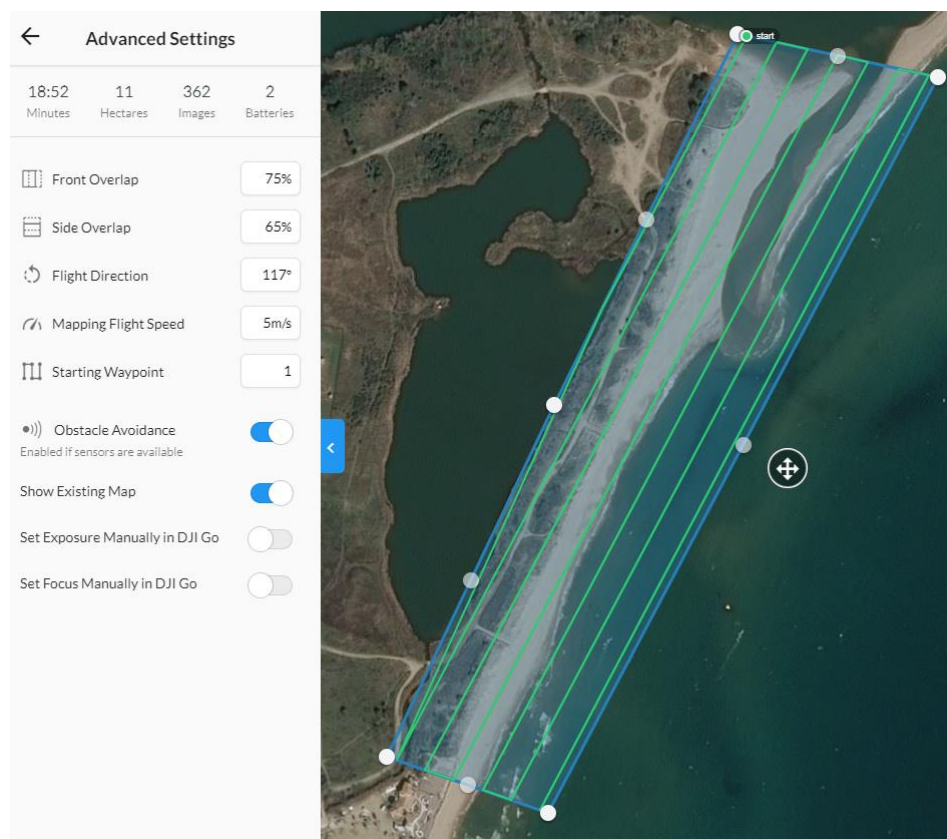 Advanced Settings
18:52 11 362 2
Minutes Hectares Images Batteries
Front Overlap 75%
Side Overlap 65%
Flight Direction 117°
Mapping Flight Speed 5m/s
Starting Waypoint 1
Obstacle Avoidance
Enabled if sensors are available
Show Existing Map
Set Exposure Manually in DJI Go
Set Focus Manually in DJI Go
start